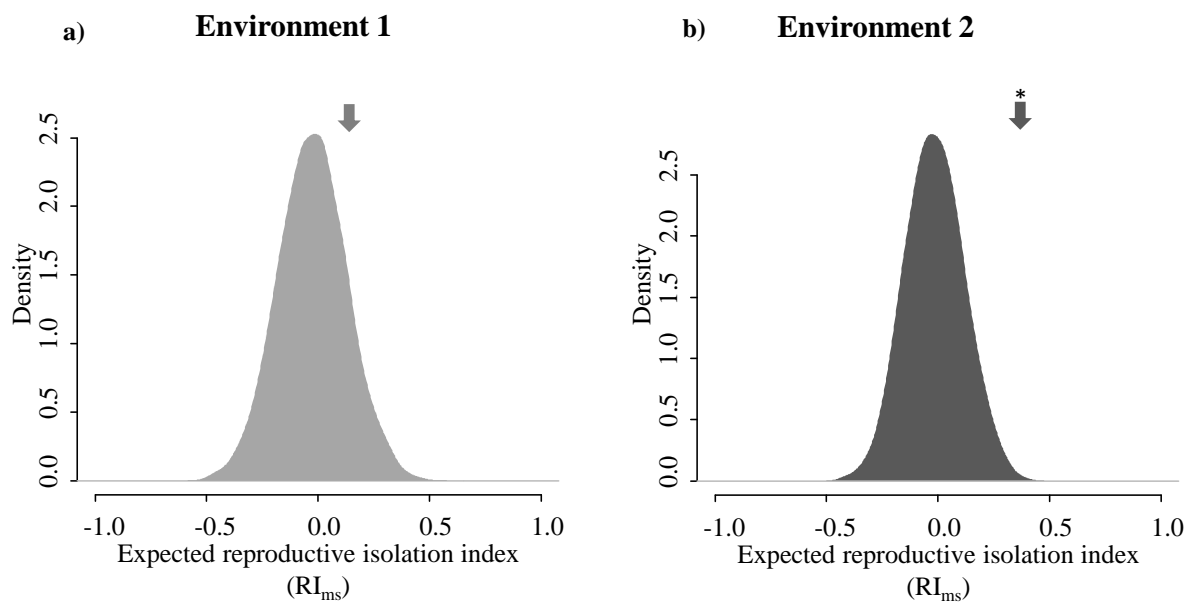 a) Environment 1
2.5
2.0
1.5
1.0
0.5
0.0
Density
-1.0 -0.5 0.0 0.5 1.0
Expected reproductive isolation index
(RIms)
b) Environment 2
*
2.5
2.0
1.5
1.0
0.5
0.0
Density
-1.0 -0.5 0.0 0.5 1.0
Expected reproductive isolation index
(RIms)